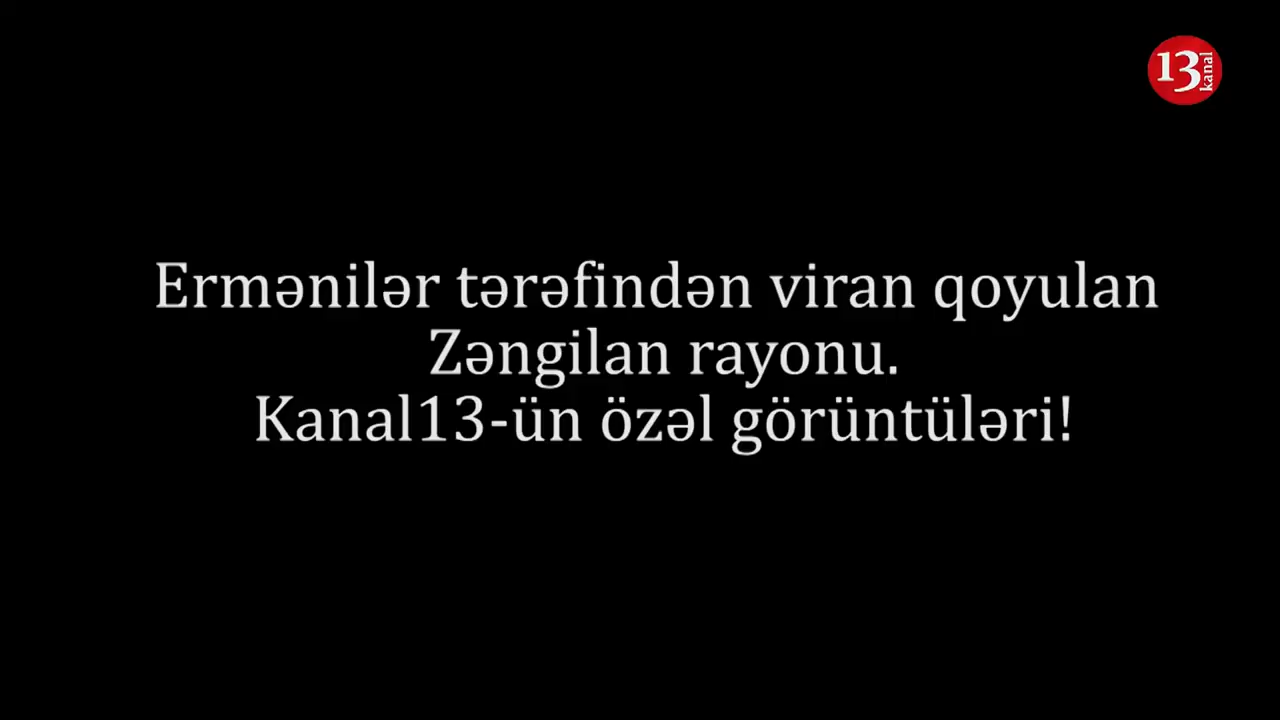 13 kanal
Ermənilər tərəfindən viran qoyulan
Zəngilan rayonu.
Kanal13-ün özəl görüntüləri!